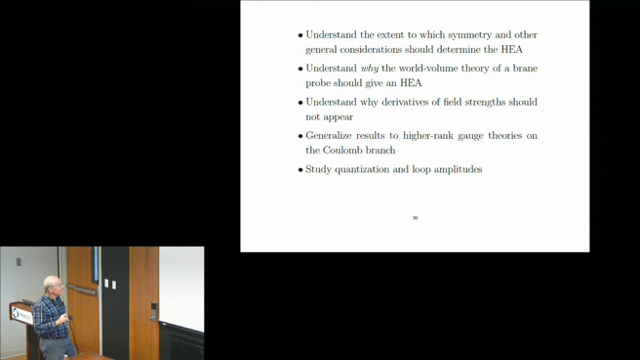 • Understand the extent to which symmetry and other
general considerations should determine the HEA
• Understand why the world-volume theory of a brane
probe should give an HEA
• Understand why derivatives of field strengths should
not appear
• Generalize results to higher-rank gauge theories on
the Coulomb branch
• Study quantization and loop amplitudes